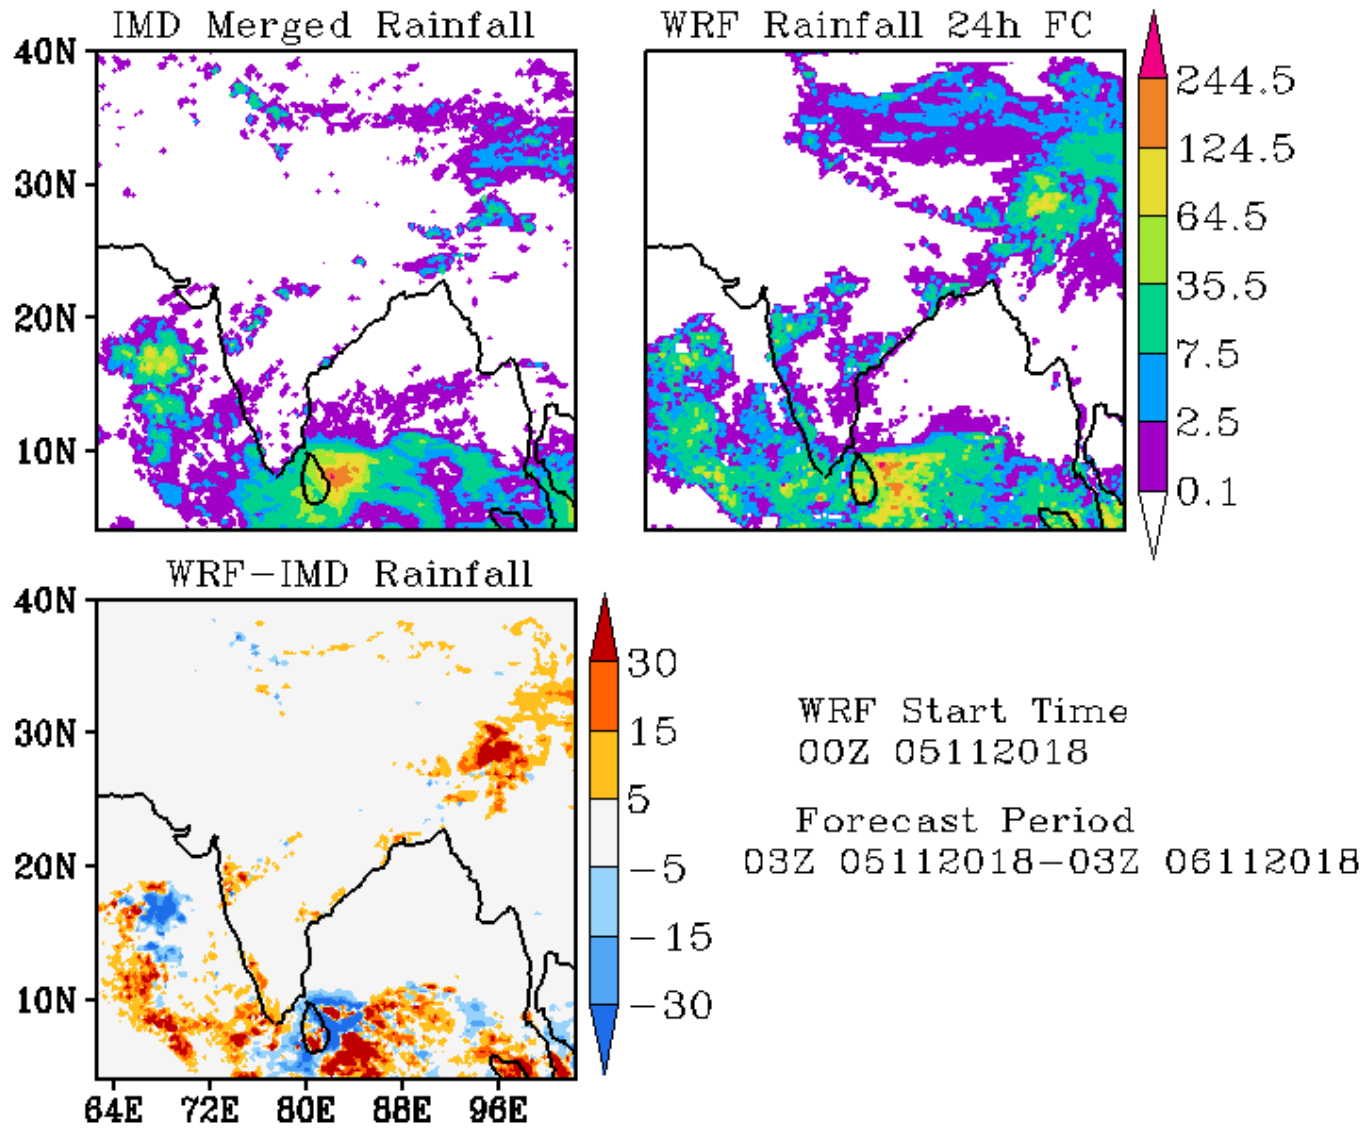 IMD Merged Rainfall
WRF Rainfall 24h FC
40N
30N
20N
10N
244.5
124.5
64.5
35.5
7.5
2.5
0.1
WRF-IMD Rainfall
40N
30N
20N
10N
64E 72E 80E 88E 96E
30
15
5
-5
-15
-30
WRF Start Time
00Z 05112018
Forecast Period
03Z 05112018-03Z 06112018